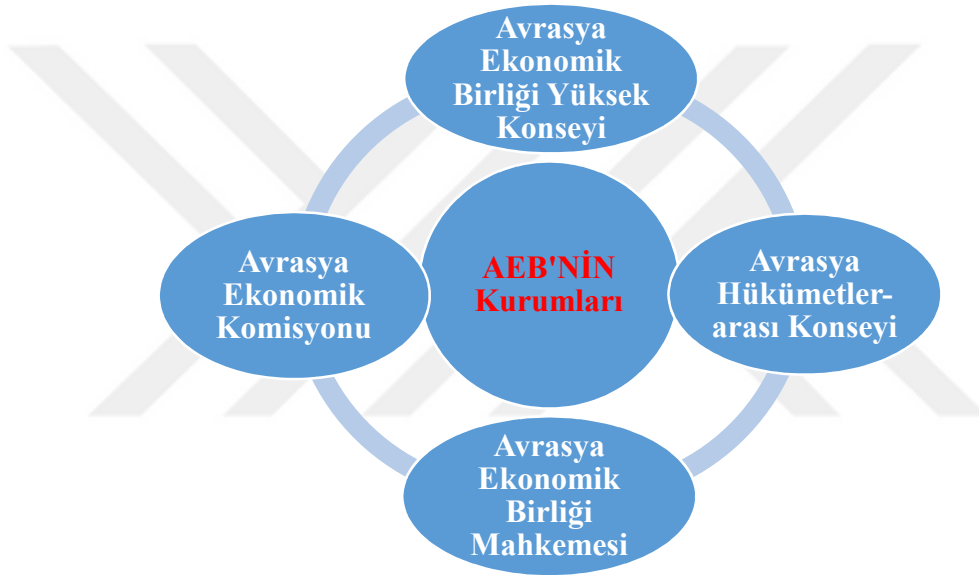 Avrasya
Ekonomik
Birliği Yüksek
Konseyi
Avrasya
Ekonomik
Komisyonu
AEB'NİN
Kurumları
Avrasya
Hükümetler-
arası Konseyi
Avrasya
Ekonomik
Birliği
Mahkemesi